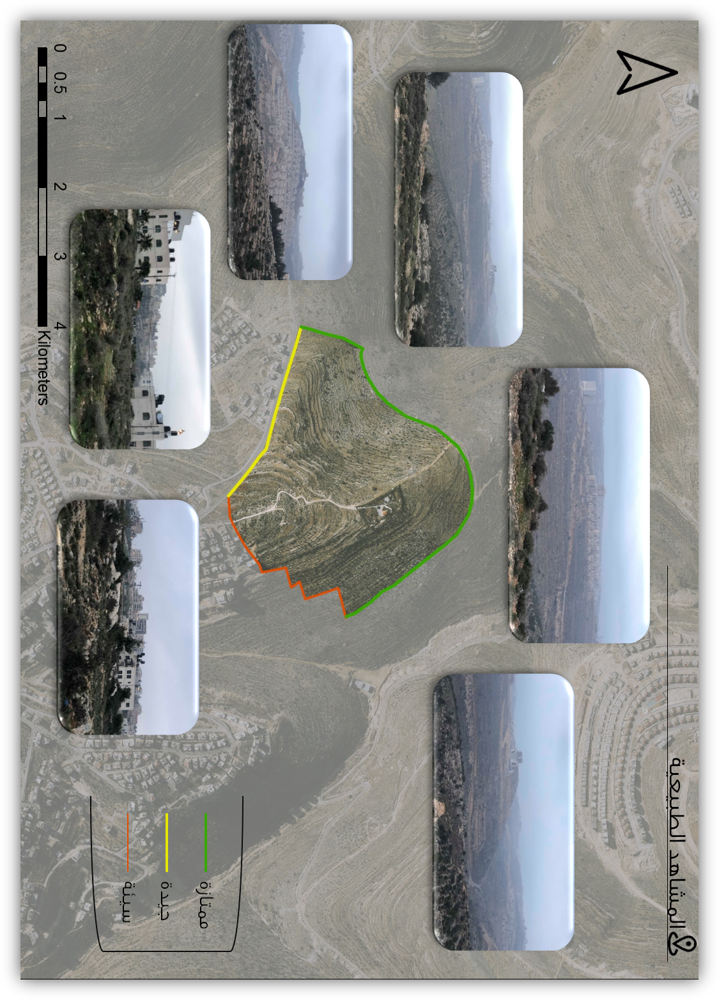 المشاهد الطبيعية
ممتازة
جيدة
سيئة
0 0.5 1 2 3 4
Kilometers